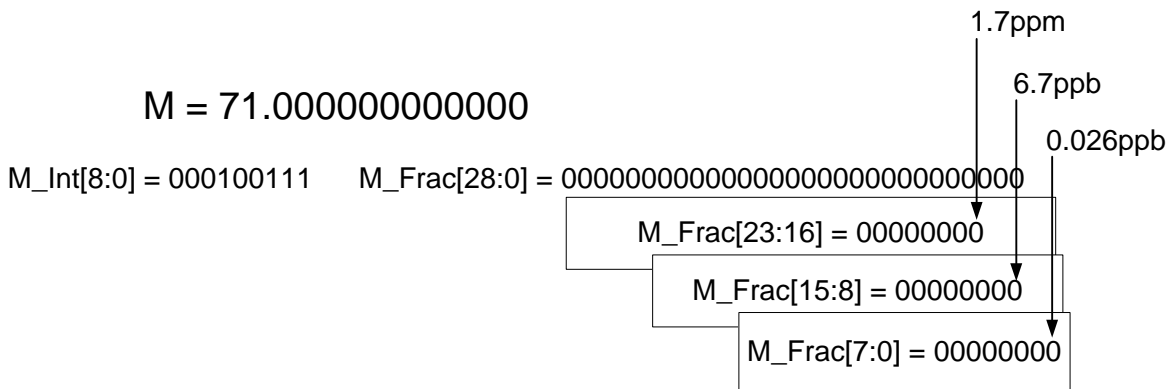 1.7ppm
6.7ppb
M = 71.000000000000
0.026ppb
M_Int[8:0] = 000100111 M_Frac[28:0] = 00000000000000000000000000000
M_Frac[23:16] = 00000000
M_Frac[15:8] = 00000000
M_Frac[7:0] = 00000000